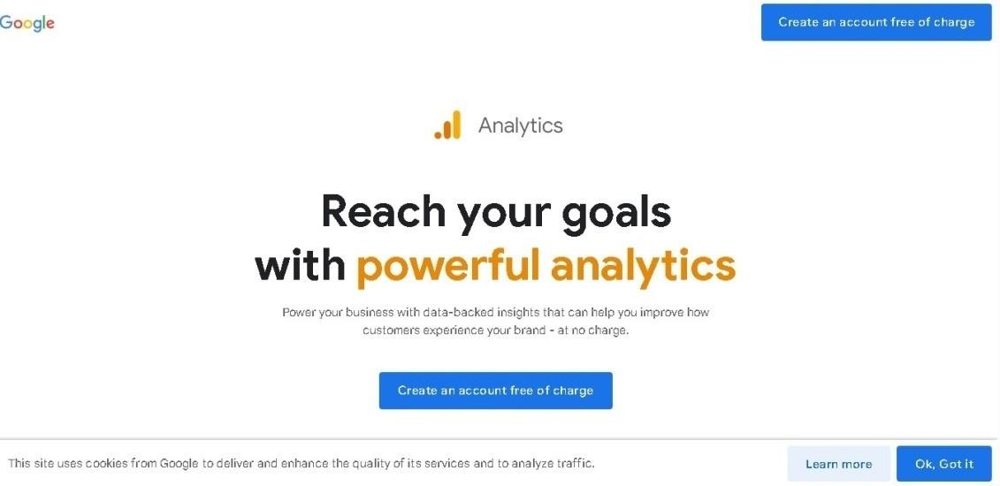 Google
Create an account free of charge
Analytics
Reach your goals
with powerful analytics
Power your business with data-backed insights that can help you improve how
customers experience your brand - at no charge.
Create an account free of charge
This site uses cookies from Google to deliver and enhance the quality of its services and to analyze traffic.
Learn more
Ok, Got it